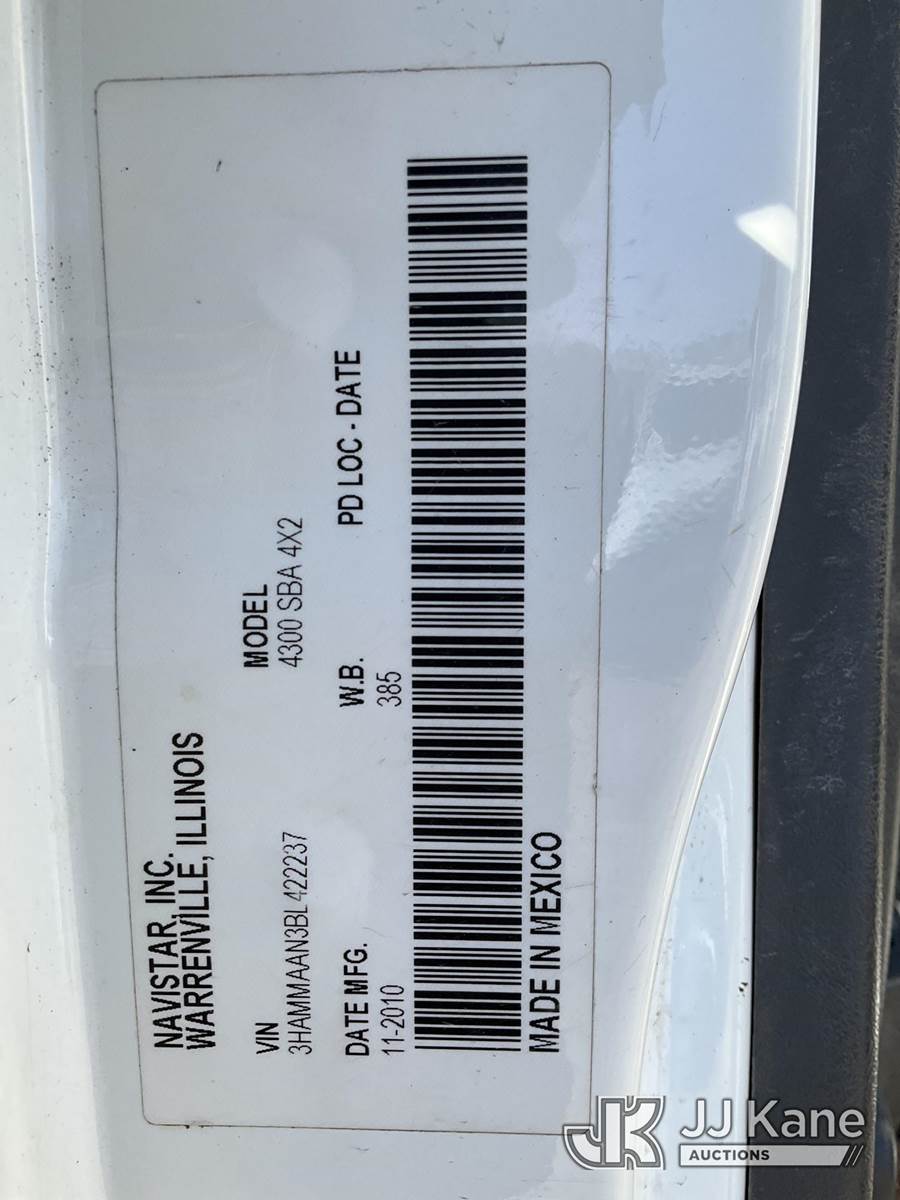 NAVISTAR, INC.
WARRENVILLE, ILLINOIS
VIN MODEL
3HAMMAAN3BL422237 4300 SBA 4X2
DATE MFG. W.B. PD LOC - DATE
11-2010 385
MADE IN MEXICO
JK JJ Kane
AUCTIONS